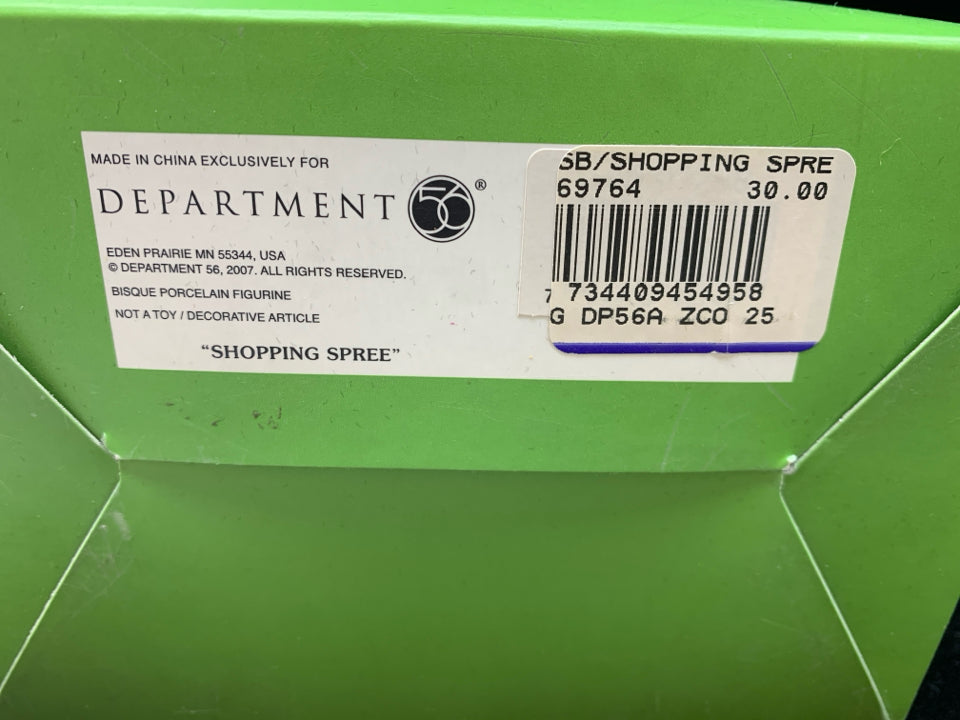 MADE IN CHINA EXCLUSIVELY FOR
DEPARTMENT 56®
EDEN PRAIRIE MN 55344, USA
© DEPARTMENT 56, 2007. ALL RIGHTS RESERVED.
BISQUE PORCELAIN FIGURINE
NOT A TOY / DECORATIVE ARTICLE
“SHOPPING SPREE”
SB/SHOPPING SPRE
69764 30.00
7 734409454958
G DP56A ZCO 25